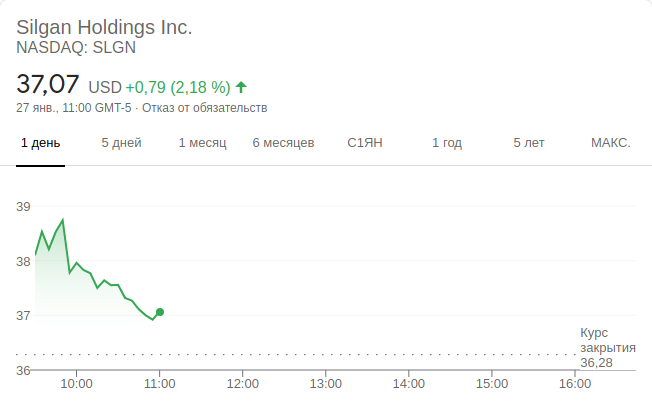 Silgan Holdings Inc.
NASDAQ: SLGN
37,07 USD +0,79 (2,18 %)
27 янв., 11:00 GMT-5 · Отказ от обязательств
1 день 5 дней 1 месяц 6 месяцев С1ЯН 1 год 5 лет МАКС.
39
38
37
Курс
закрытия
36,28
36
10:00 11:00 12:00 13:00 14:00 15:00 16:00